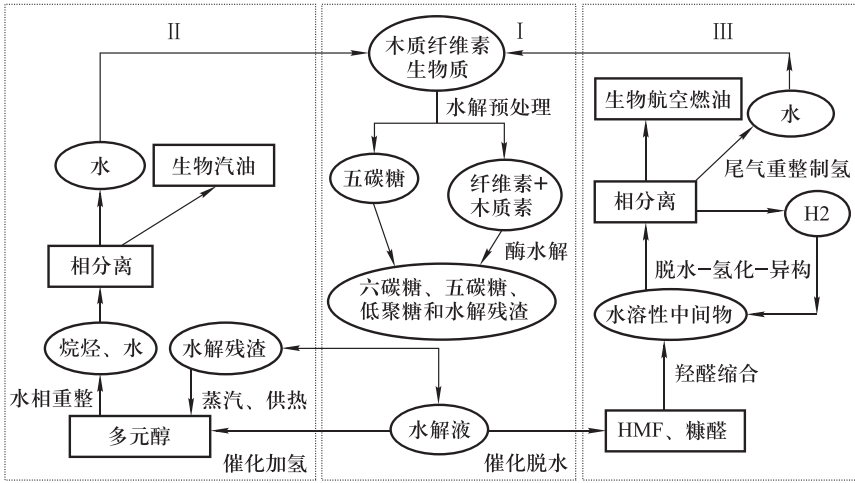 II
I
III
木质纤维素
生物质
水解预处理
五碳糖
纤维素+
木质素
酶水解
六碳糖、五碳糖、
低聚糖和水解残渣
水
生物汽油
相分离
烷烃、水
水解残渣
水相重整
蒸汽、供热
多元醇
水解液
催化加氢
催化脱水
生物航空燃油
水
尾气重整制氢
相分离
H2
脱水-氢化-异构
水溶性中间物
羟醛缩合
HMF、糠醛